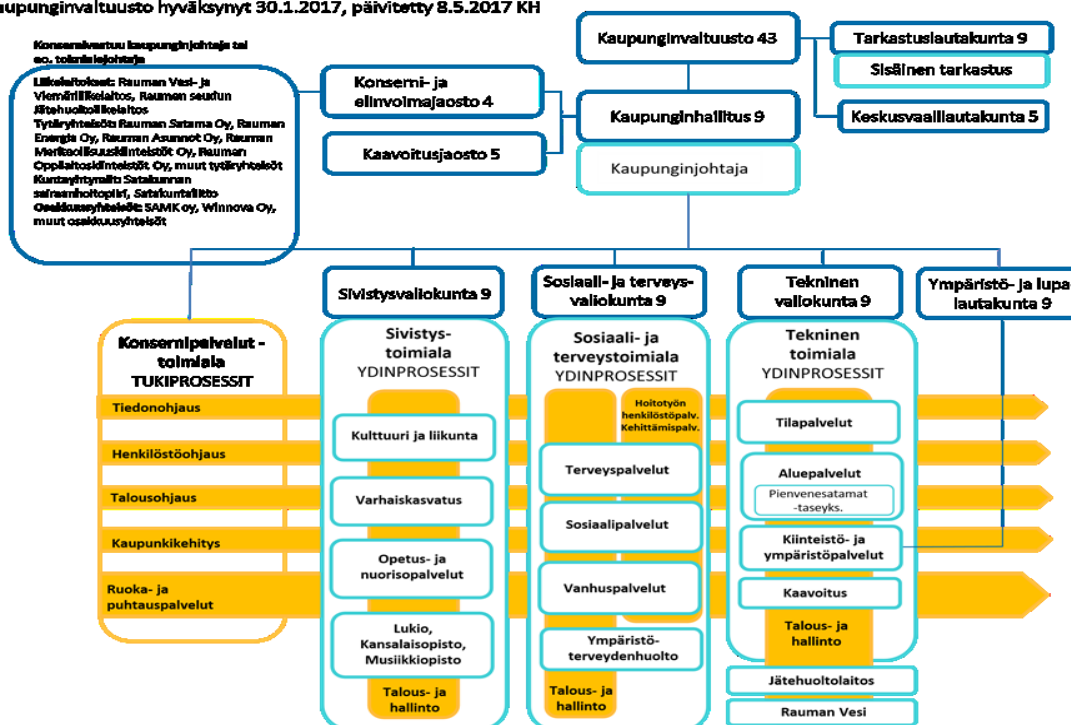 aupunginvaltuusto hyväksynyt 30.1.2017, päivitetty 8.5.2017 KH
Konsernivastuu kaupunginjohtaja tai
ao. toimialajohtaja
Liikelaitokset: Rauman Vesi- ja
Viemäriliikelaitos, Rauman seudun
Jätehuoltoliikelaitos
Tytäryhteisöt: Rauman Satama Oy, Rauman
Energia Oy, Rauman Asunnot Oy, Rauman
Meriteollisuuskiinteistöt Oy, Rauman
Oppilaitoskiinteistöt Oy, muut tytäryhteisöt
Kuntayhtymät: Satakunnan
sairaanhoitopiiri, Satakuntaliitto
Osakkuusyhteisöt: SAMK oy, Winnova Oy,
muut osakkuusyhteisöt
Konserni- ja
elinvoimajaosto 4
Kaavoitusjaosto 5
Kaupunginvaltuusto 43
Kaupunginhallitus 9
Kaupunginjohtaja
Tarkastuslautakunta 9
Sisäinen tarkastus
Keskusvaalilautakunta 5
Sivistysvaliokunta 9
Sosiaali- ja terveys-
valiokunta 9
Tekninen
valiokunta 9
Ympäristö- ja lupa-
lautakunta 9
Konsernipalvelut -
toimiala
TUKIPROSESSIT
Tiedonohjaus
Henkilöstöohjaus
Talousohjaus
Kaupunkikehitys
Ruoka- ja
puhtauspalvelut
Sivistys-
toimiala
YDINPROSESSIT
Kulttuuri ja liikunta
Varhaiskasvatus
Opetus- ja
nuorisopalvelut
Lukio,
Kansalaisopisto,
Musiikkiopisto
Talous- ja
hallinto
Sosiaali- ja
terveystoimiala
YDINPROSESSIT
Hoitotyön
henkilöstöpalv.
Kehittämispalv.
Terveyspalvelut
Sosiaalipalvelut
Vanhuspalvelut
Ympäristö-
terveydenhuolto
Talous- ja
hallinto
Tekninen
toimiala
YDINPROSESSIT
Tilapalvelut
Aluepalvelut
Pienvenesatamat
-taseyks.
Kiinteistö- ja
ympäristöpalvelut
Kaavoitus
Talous- ja
hallinto
Jätehuoltolaitos
Rauman Vesi